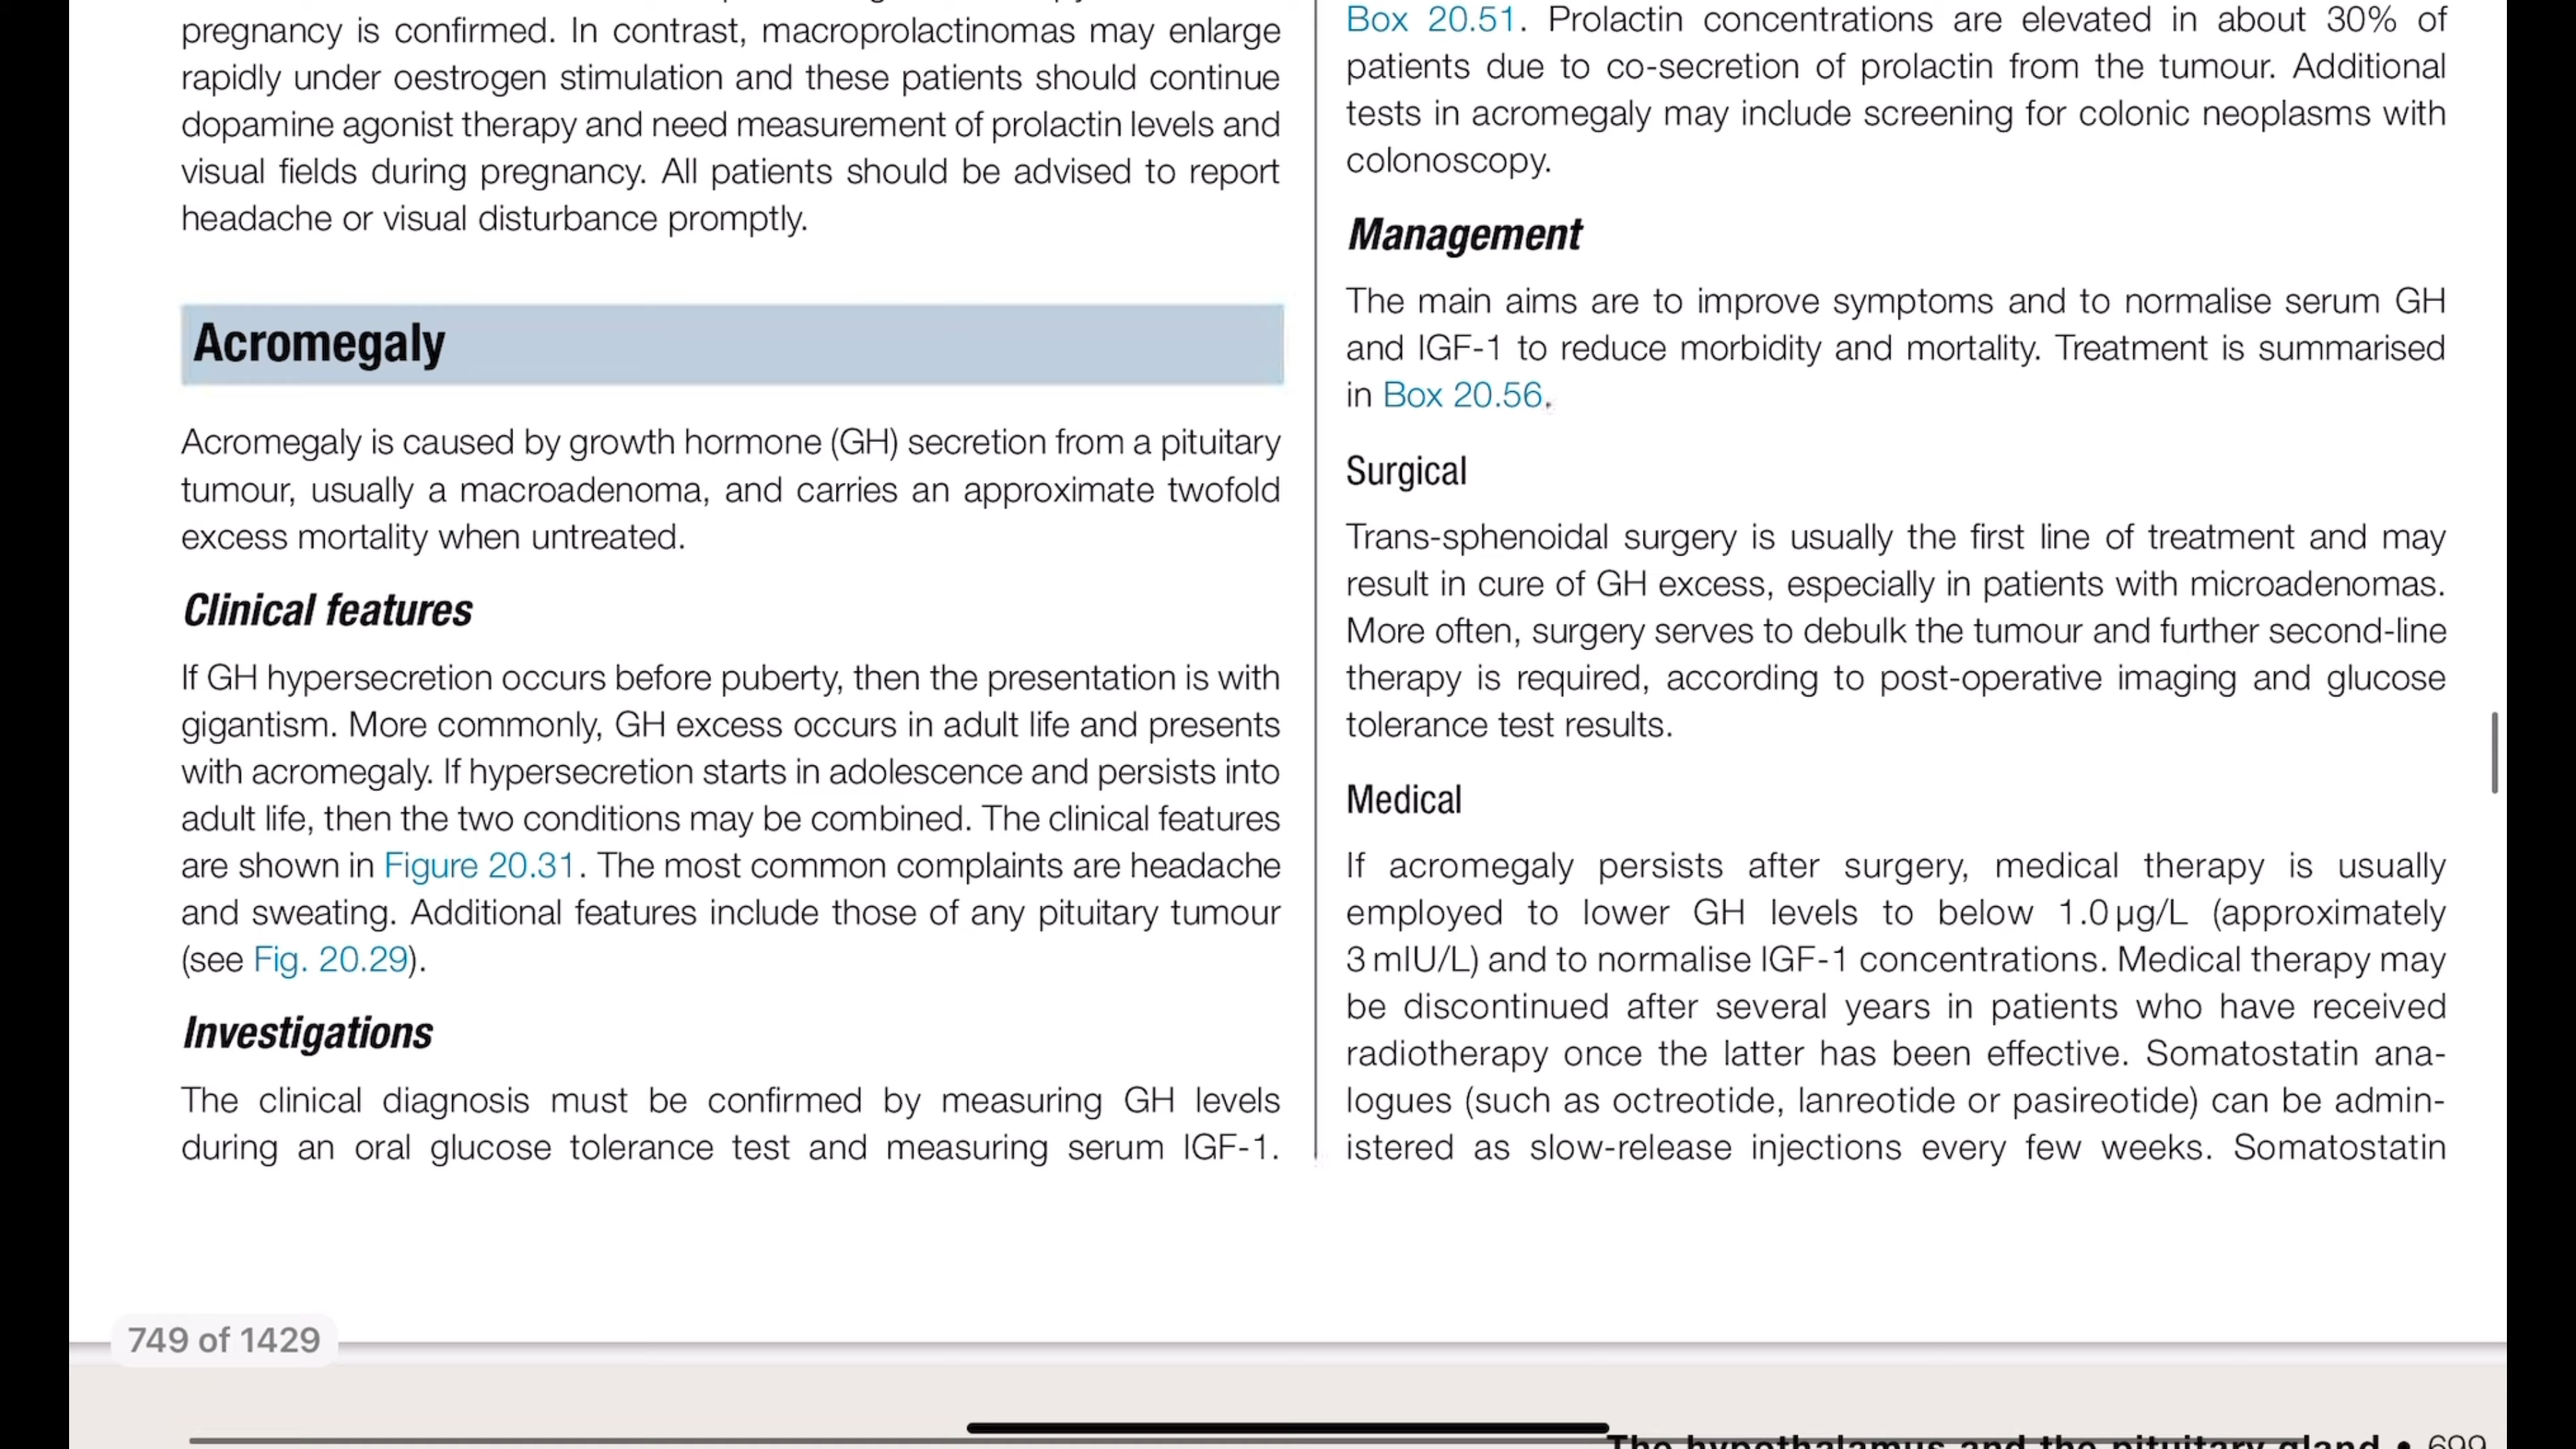 pregnancy is confirmed. In contrast, macroprolactinomas may enlarge
rapidly under oestrogen stimulation and these patients should continue
dopamine agonist therapy and need measurement of prolactin levels and
visual fields during pregnancy. All patients should be advised to report
headache or visual disturbance promptly.
Acromegaly
Acromegaly is caused by growth hormone (GH) secretion from a pituitary
tumour, usually a macroadenoma, and carries an approximate twofold
excess mortality when untreated.
Clinical features
If GH hypersecretion occurs before puberty, then the presentation is with
gigantism. More commonly, GH excess occurs in adult life and presents
with acromegaly. If hypersecretion starts in adolescence and persists into
adult life, then the two conditions may be combined. The clinical features
are shown in Figure 20.31. The most common complaints are headache
and sweating. Additional features include those of any pituitary tumour
(see Fig. 20.29).
Investigations
The clinical diagnosis must be confirmed by measuring GH levels
during an oral glucose tolerance test and measuring serum IGF-1.
Box 20.51. Prolactin concentrations are elevated in about 30% of
patients due to co-secretion of prolactin from the tumour. Additional
tests in acromegaly may include screening for colonic neoplasms with
colonoscopy.
Management
The main aims are to improve symptoms and to normalise serum GH
and IGF-1 to reduce morbidity and mortality. Treatment is summarised
in Box 20.56.
Surgical
Trans-sphenoidal surgery is usually the first line of treatment and may
result in cure of GH excess, especially in patients with microadenomas.
More often, surgery serves to debulk the tumour and further second-line
therapy is required, according to post-operative imaging and glucose
tolerance test results.
Medical
If acromegaly persists after surgery, medical therapy is usually
employed to lower GH levels to below 1.0 µg/L (approximately
3 mIU/L) and to normalise IGF-1 concentrations. Medical therapy may
be discontinued after several years in patients who have received
radiotherapy once the latter has been effective. Somatostatin ana-
logues (such as octreotide, lanreotide or pasireotide) can be admin-
istered as slow-release injections every few weeks. Somatostatin
749 of 1429
The hypothalamus and the pituitary gland • 699